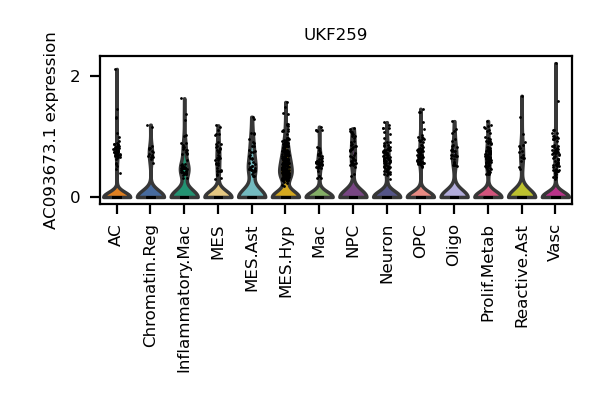 UKF259
AC093673.1 expression
2
0
AC
Chromatin.Reg
Inflammatory.Mac
MES
MES.Ast
MES.Hyp
Mac
NPC
Neuron
OPC
Oligo
Prolif.Metab
Reactive.Ast
Vasc